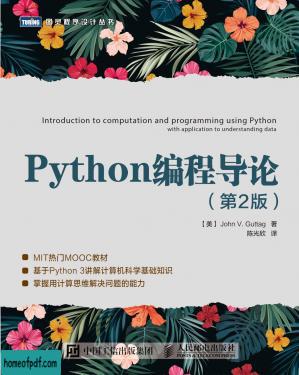 TURING 图灵程序设计丛书
Introduction to computation and programming using Python
with application to understanding data
Python编程导论
(第2版)
[美] John V. Guttag 著
陈光欣 译
MIT热门MOOC教材
基于Python 3讲解计算机科学基础知识
掌握用计算思维解决问题的能力
中国工信出版集团 人民邮电出版社
POSTS & TELECOM PRESS
homeofpdf.com